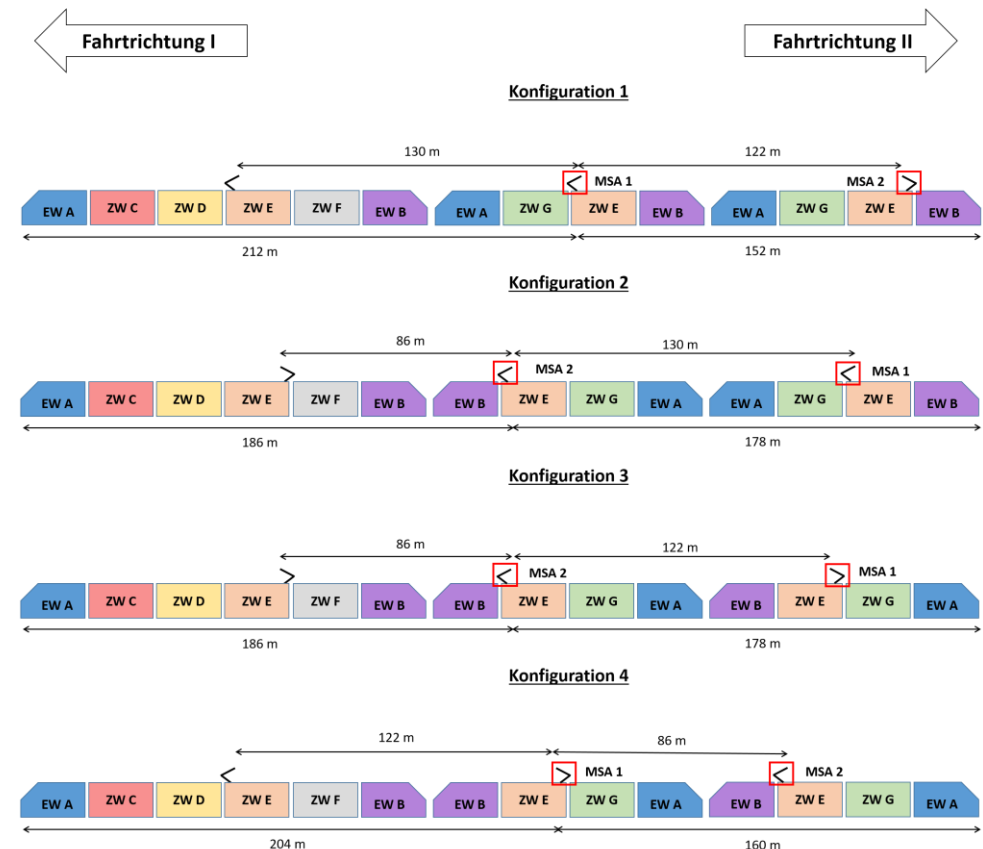 Fahrtrichtung I Fahrtrichtung II
Konfiguration 1
130 m 122 m
MSA 1 MSA 2
EW A ZW C ZW D ZW E ZW F EW B EW A ZW G ZW E EW B EW A ZW G ZW E EW B
212 m 152 m
Konfiguration 2
86 m 130 m
MSA 2 MSA 1
EW A ZW C ZW D ZW E ZW F EW B EW B ZW E ZW G EW A EW A ZW G ZW E EW B
186 m 178 m
Konfiguration 3
86 m 122 m
MSA 2 MSA 1
EW A ZW C ZW D ZW E ZW F EW B EW B ZW E ZW G EW A EW B ZW E ZW G EW A
186 m 178 m
Konfiguration 4
122 m 86 m
MSA 1 MSA 2
EW A ZW C ZW D ZW E ZW F EW B EW B ZW E ZW G EW A EW B ZW E ZW G EW A
204 m 160 m